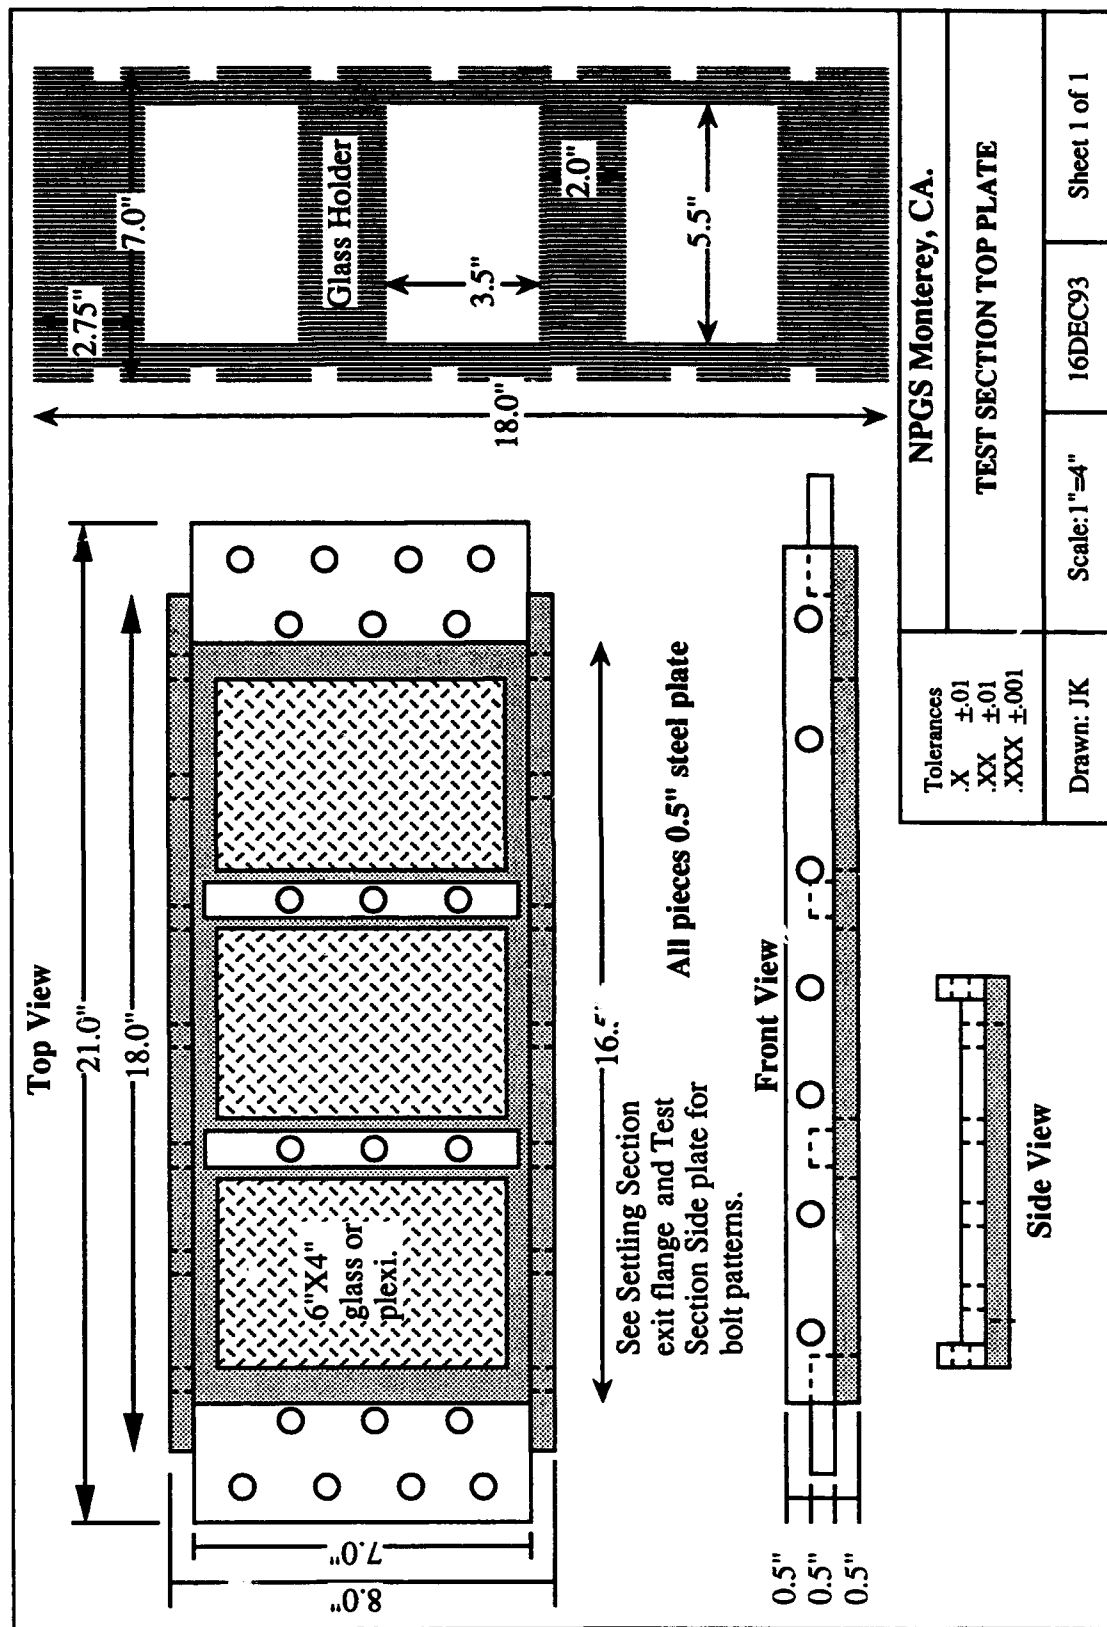 Top View
21.0"
18.0"
8.0"
7.0"
6"X4"
glass or
plexi.
16.5"
See Settling Section
exit flange and Test
Section Side plate for
bolt patterns.
All pieces 0.5" steel plate
Front View
0.5"
0.5"
0.5"
Side View
2.75"
7.0"
Glass Holder
3.5"
2.0"
5.5"
18.0"
Tolerances
.X ±.01
.XX ±.01
.XXX ±.001
NPGS Monterey, CA.
TEST SECTION TOP PLATE
Drawn: JK
Scale:1"=4"
16DEC93
Sheet 1 of 1